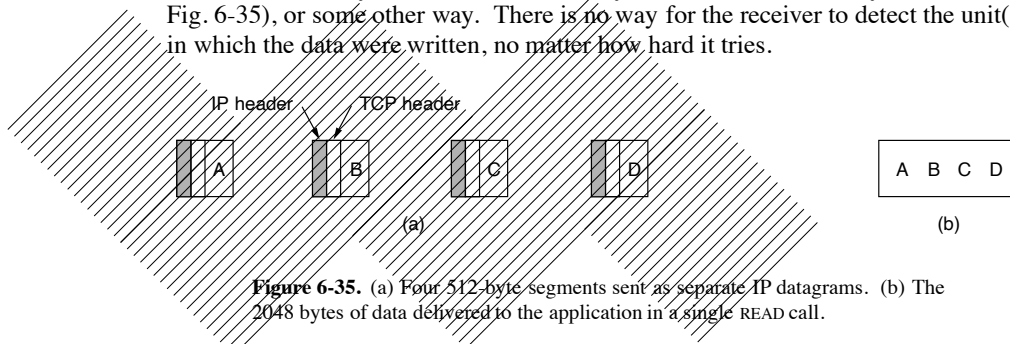 Fig. 6-35), or some other way. There is no way for the receiver to detect the unit(
in which the data were written, no matter how hard it tries.
IP header TCP header
A B C D A B C D
(a) (b)
Figure 6-35. (a) Four 512-byte segments sent as separate IP datagrams. (b) The
2048 bytes of data delivered to the application in a single READ call.